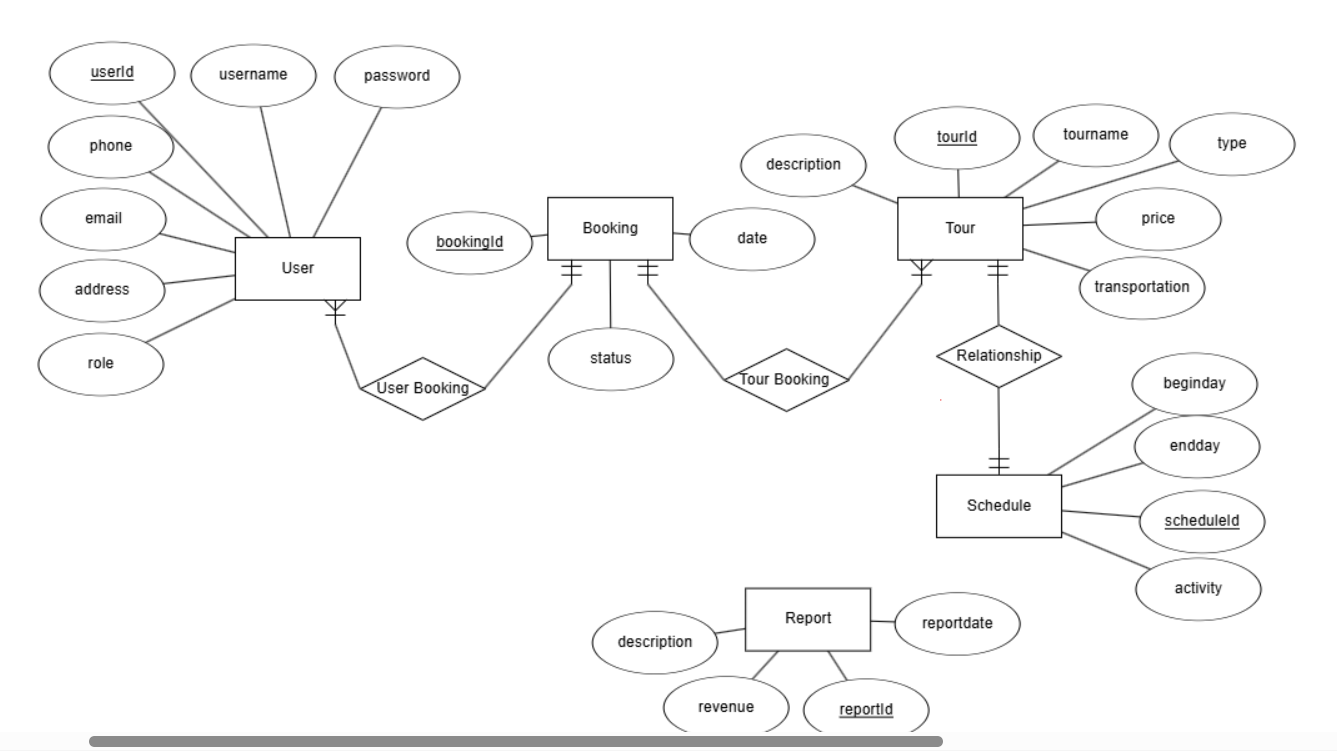 userId
username
password
phone
email
address
role
User
User Booking
bookingId
Booking
date
status
Tour Booking
description
tourId
tourname
type
Tour
price
transportation
Relationship
beginday
endday
Schedule
scheduleId
activity
Report
description
reportdate
revenue
reportId